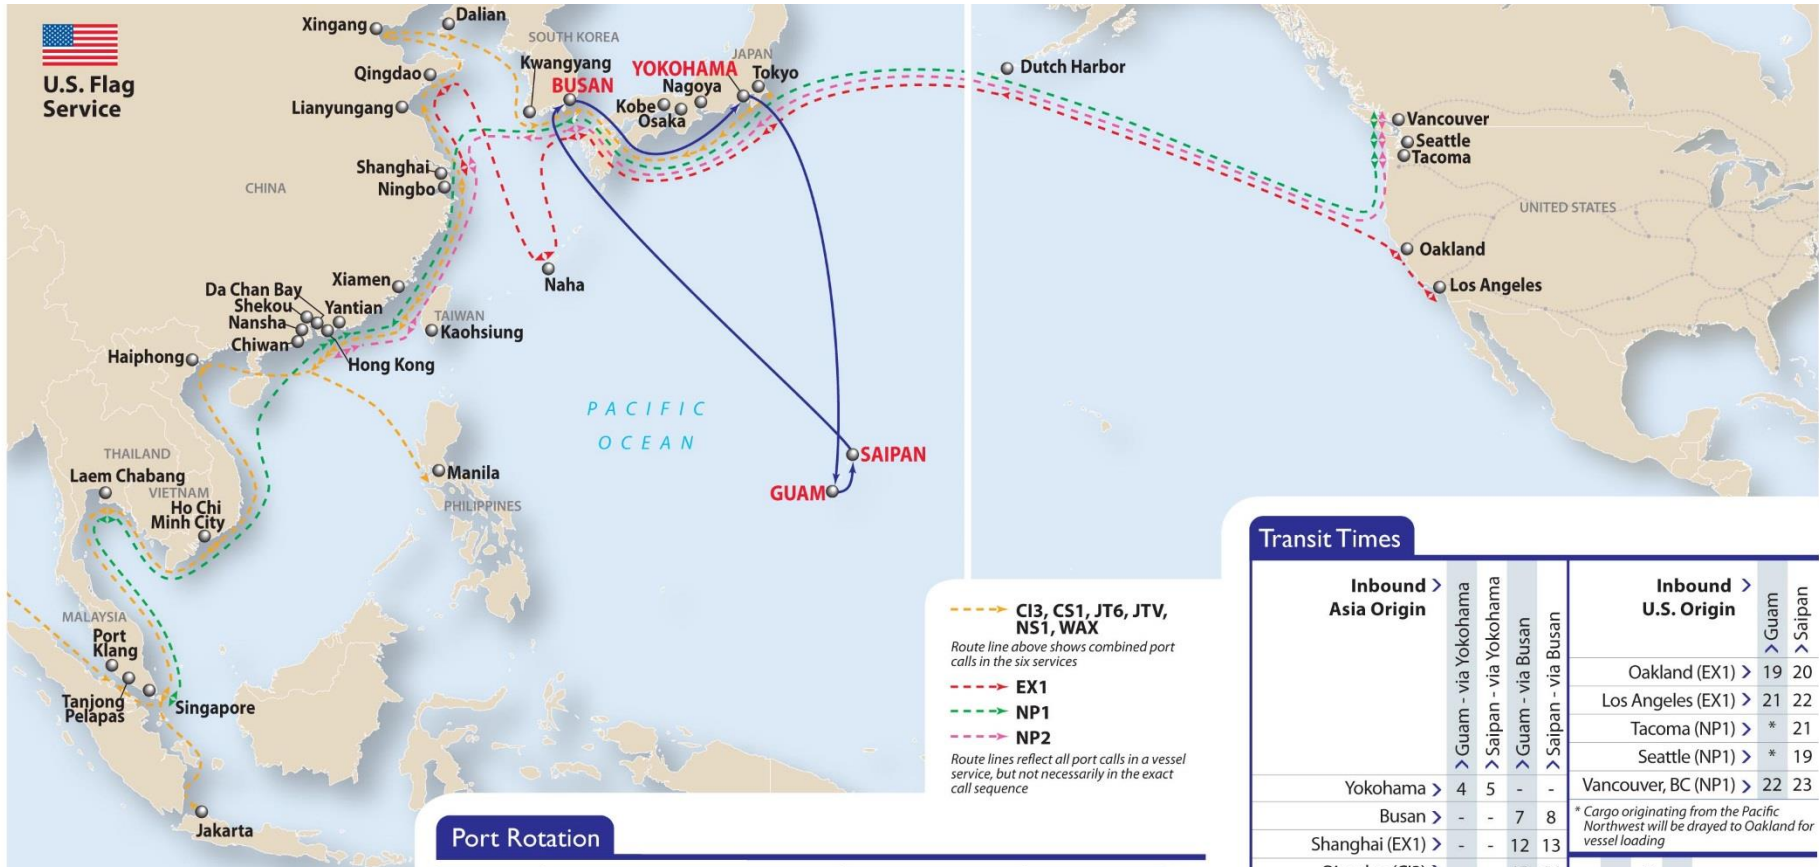 U.S. Flag
Service
Xingang
Dalian
SOUTH KOREA
Kwangyang
BUSAN
YOKOHAMA
JAPAN
Tokyo
Nagoya
Kobe
Osaka
Qingdao
Lianyungang
Shanghai
Ningbo
CHINA
Naha
Xiamen
Da Chan Bay
Shekou
Yantian
Nansha
Chiwan
Hong Kong
TAIWAN
Kaohsiung
Haiphong
PACIFIC
OCEAN
THAILAND
Laem Chabang
VIETNAM
Ho Chi
Minh City
Manila
PHILIPPINES
SAIPAN
GUAM
MALAYSIA
Port
Klang
Tanjong
Pelapas
Singapore
Jakarta
Dutch Harbor
Vancouver
Seattle
Tacoma
UNITED STATES
Oakland
Los Angeles
CI3, CS1, JT6, JTV,
NS1, WAX
Route line above shows combined port
calls in the six services
EX1
NP1
NP2
Route lines reflect all port calls in a vessel
service, but not necessarily in the exact
call sequence
Port Rotation
Transit Times
Inbound >
Asia Origin
Guam - via Yokohama
Saipan - via Yokohama
Guam - via Busan
Saipan - via Busan
Yokohama > 4 5 - -
Busan > - - 7 8
Shanghai (EX1) > - - 12 13
Inbound >
U.S. Origin
Guam
Saipan
Oakland (EX1) > 19 20
Los Angeles (EX1) > 21 22
Tacoma (NP1) > * 21
Seattle (NP1) > * 19
Vancouver, BC (NP1) > 22 23
* Cargo originating from the Pacific
Northwest will be drayed to Oakland for
vessel loading